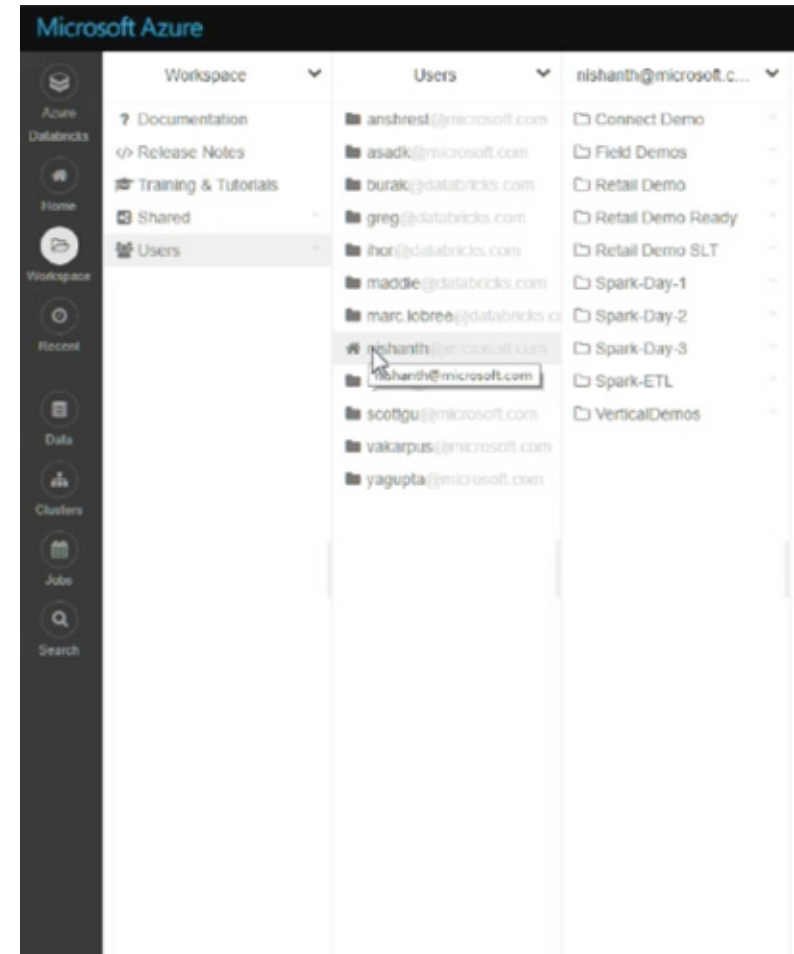 Microsoft Azure
Azure Databricks
Home
Workspace
Recent
Data
Clusters
Jobs
Search
Workspace
? Documentation
</> Release Notes
Training & Tutorials
Shared
Users
Users
anshrest@microsoft.com
asadk@microsoft.com
burak@databricks.com
greg@databricks.com
ihor@databricks.com
maddie@databricks.com
marc.lobree@databricks.co
nishanth@microsoft.com
nishanth@microsoft.com
scottgu@microsoft.com
vakarpus@microsoft.com
yagupta@microsoft.com
nishanth@microsoft.c...
Connect Demo
Field Demos
Retail Demo
Retail Demo Ready
Retail Demo SLT
Spark-Day-1
Spark-Day-2
Spark-Day-3
Spark-ETL
VerticalDemos